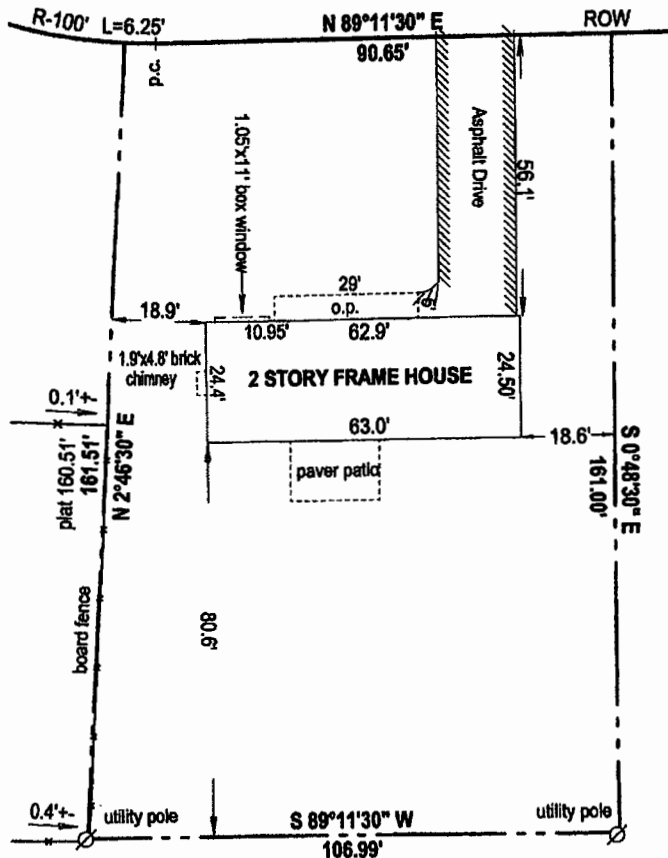 R-100' L=6.25'
N 89°11'30" E
ROW
90.65'
p.c.
1.05'x11' box window
Asphalt Drive
56.1'
29'
o.p.
18.9'
10.95'
62.9'
1.9'x4.8' brick
chimney
24.4'
2 STORY FRAME HOUSE
24.50'
0.1'+-
63.0'
18.6'
plat 160.51'
161.51'
N 2°46'30" E
paver patio
S 0°48'30" E
161.00'
board fence
80.6'
0.4'+-
utility pole
S 89°11'30" W
utility pole
106.99'